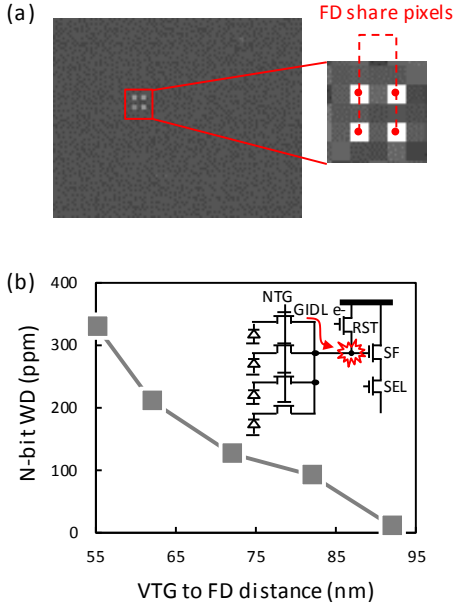 (a)
FD share pixels
(b)
400
300
200
100
0
N-bit WD (ppm)
NTG
GIDL e-
RST
SF
SEL
55 65 75 85 95
VTG to FD distance (nm)